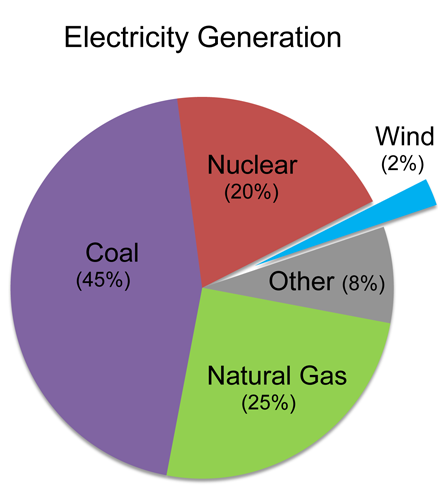 Electricity Generation
Wind
(2%)
Nuclear
(20%)
Coal
(45%)
Other (8%)
Natural Gas
(25%)